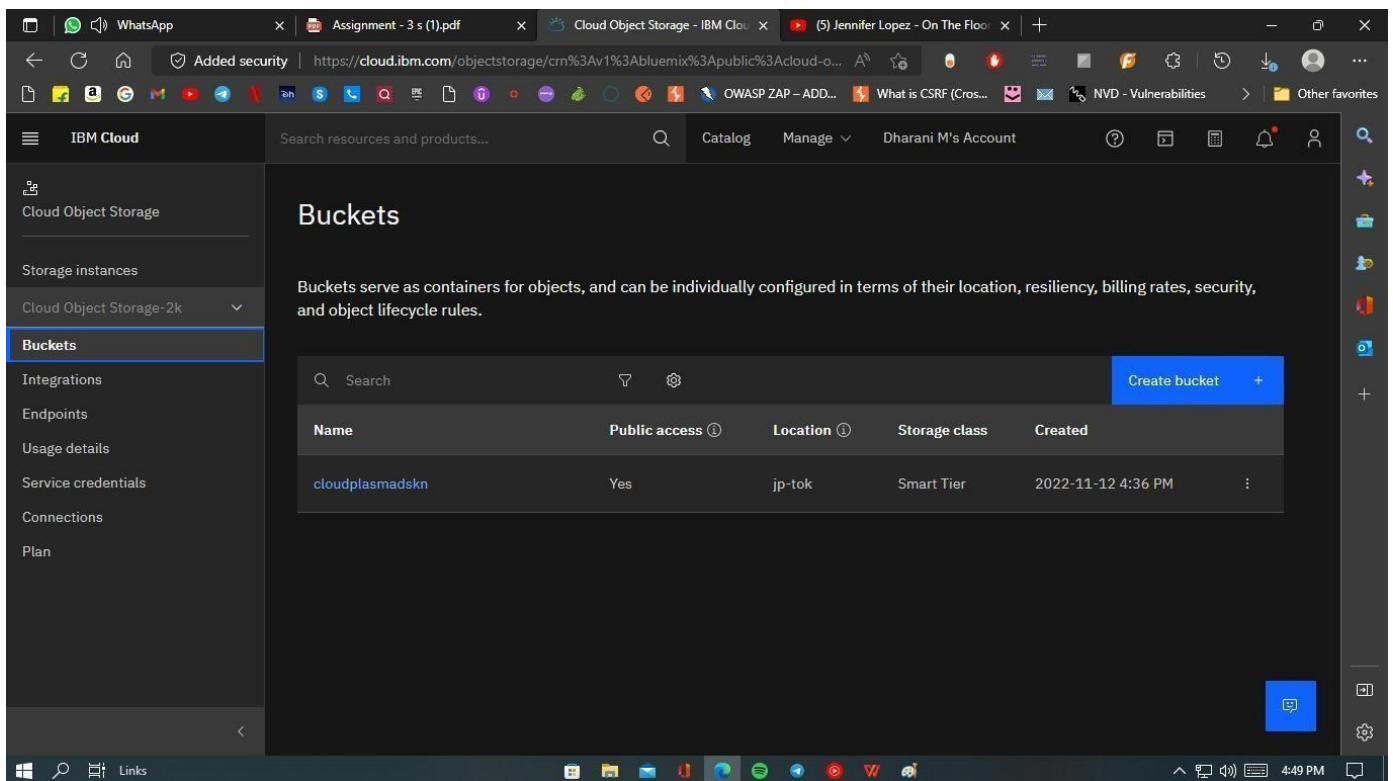 WhatsApp
Assignment - 3 s (1).pdf
Cloud Object Storage - IBM Clou
(5) Jennifer Lopez - On The Floor
Added security
https://cloud.ibm.com/objectstorage/crn%3Av1%3Abluemix%3Apublic%3Acloud-o...
OWASP ZAP – ADD...
What is CSRF (Cros...
NVD - Vulnerabilities
Other favorites
IBM Cloud
Search resources and products...
Catalog
Manage
Dharani M's Account
Cloud Object Storage
Storage instances
Cloud Object Storage-2k
Buckets
Integrations
Endpoints
Usage details
Service credentials
Connections
Plan
Buckets
Buckets serve as containers for objects, and can be individually configured in terms of their location, resiliency, billing rates, security,
and object lifecycle rules.
Search
Create bucket +
Name Public access Location Storage class Created
cloudplasmadskn Yes jp-tok Smart Tier 2022-11-12 4:36 PM
Links
4:49 PM